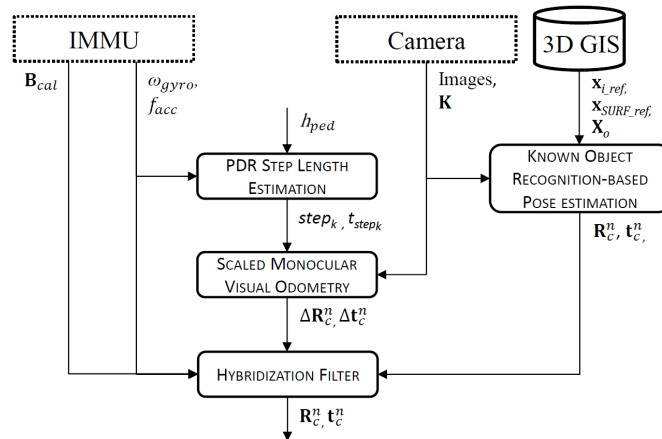 IMMU
Camera
3D GIS
B_cal
ω_gyro,
f_acc
Images,
K
x_i_ref,
x_SURF_ref,
X_o
h_ped
PDR STEP LENGTH
ESTIMATION
KNOWN OBJECT
RECOGNITION-BASED
POSE ESTIMATION
step_k , t_step_k
R_c^n, t_c^n,
SCALED MONOCULAR
VISUAL ODOMETRY
ΔR_c^n, Δt_c^n
HYBRIDIZATION FILTER
R_c^n, t_c^n